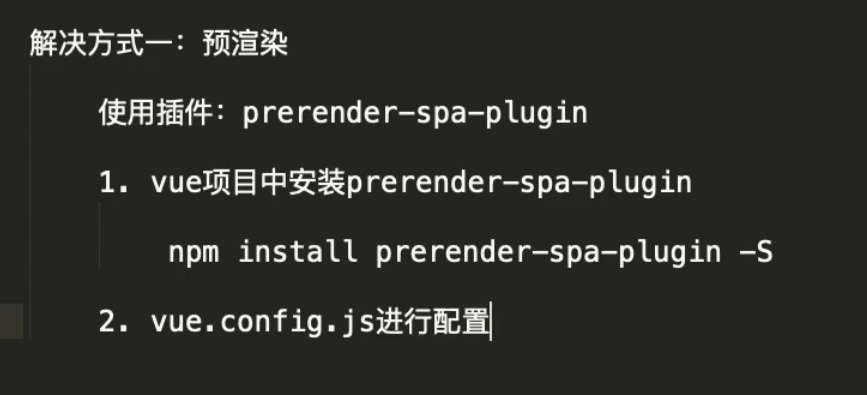 解决方式一：预渲染
使用插件：prerender-spa-plugin
1. vue项目中安装prerender-spa-plugin
npm install prerender-spa-plugin -S
2. vue.config.js进行配置